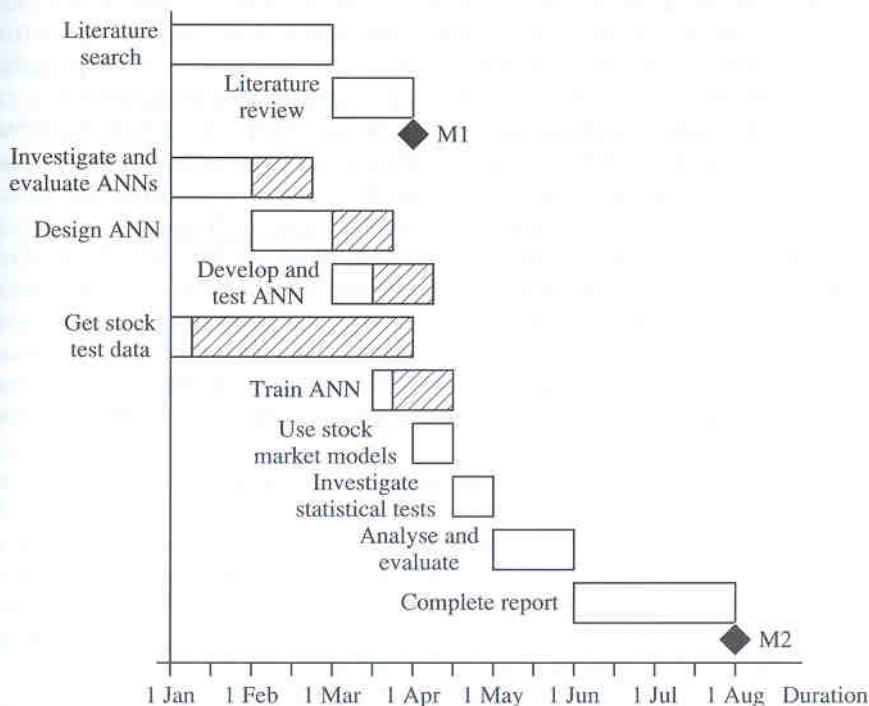 Literature
search
Literature
review
M1
Investigate and
evaluate ANNs
Design ANN
Develop and
test ANN
Get stock
test data
Train ANN
Use stock
market models
Investigate
statistical tests
Analyse and
evaluate
Complete report
M2
1 Jan 1 Feb 1 Mar 1 Apr 1 May 1 Jun 1 Jul 1 Aug Duration